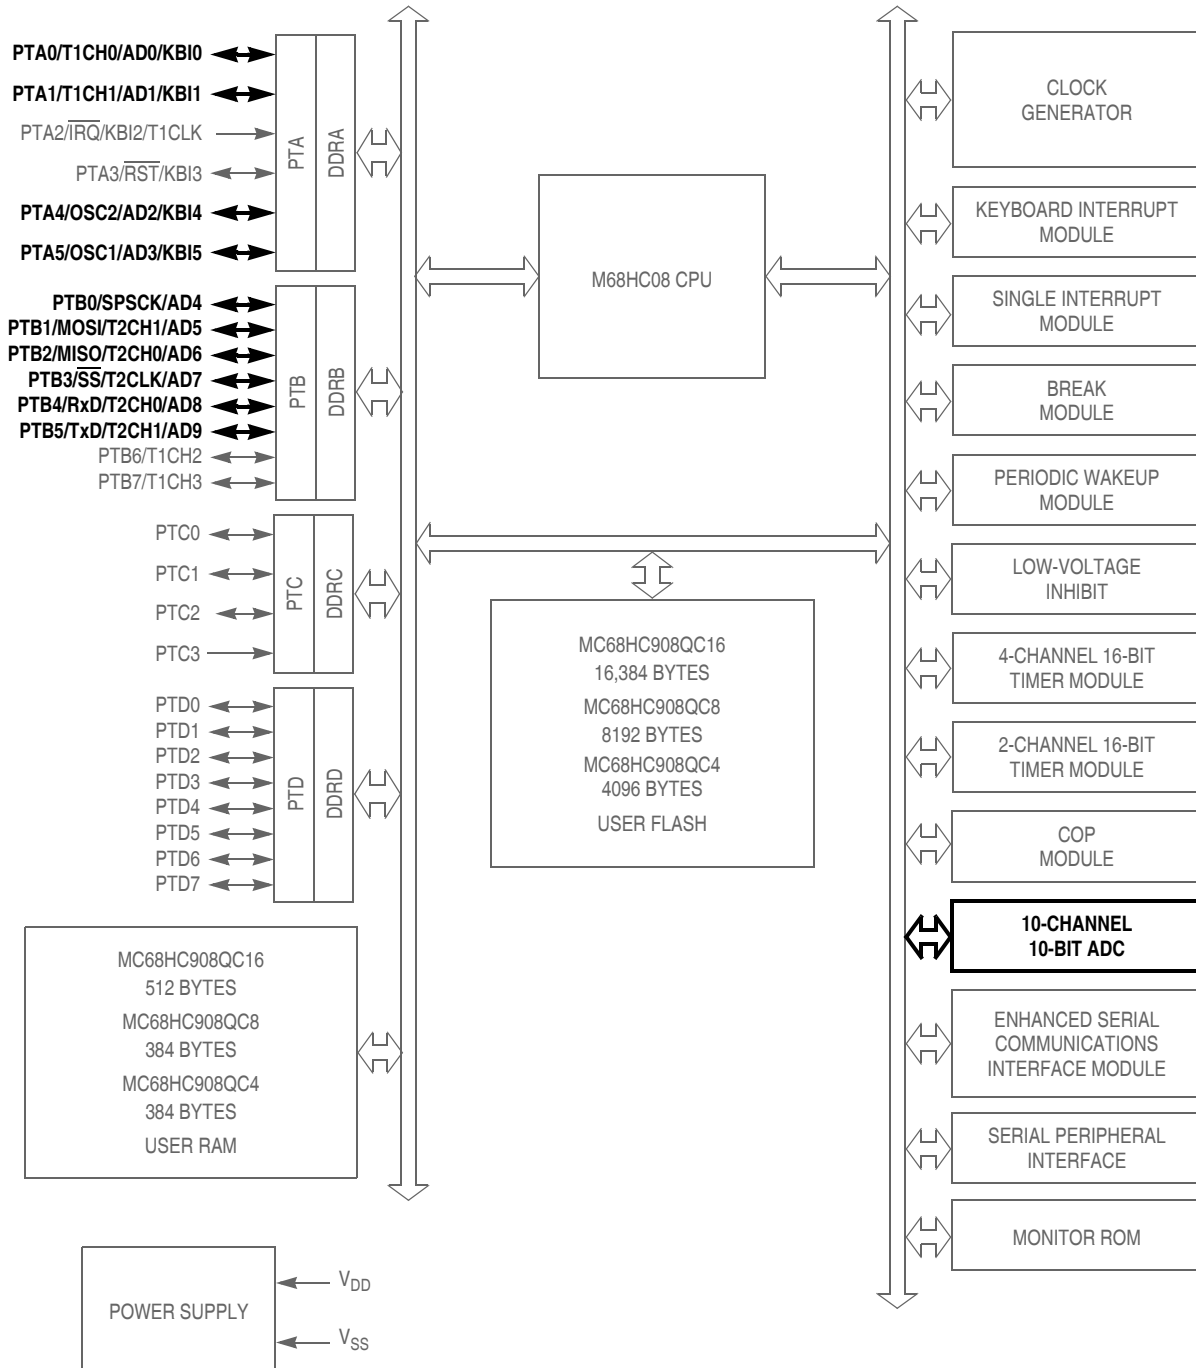 PTA0/T1CH0/AD0/KBI0
PTA1/T1CH1/AD1/KBI1
PTA2/IRQ/KBI2/T1CLK
PTA3/RST/KBI3
PTA4/OSC2/AD2/KBI4
PTA5/OSC1/AD3/KBI5
PTA
DDRA
PTB0/SPSCK/AD4
PTB1/MOSI/T2CH1/AD5
PTB2/MISO/T2CH0/AD6
PTB3/SS/T2CLK/AD7
PTB4/RxD/T2CH0/AD8
PTB5/TxD/T2CH1/AD9
PTB6/T1CH2
PTB7/T1CH3
PTB
DDRB
PTC0
PTC1
PTC2
PTC3
PTC
DDRC
PTD0
PTD1
PTD2
PTD3
PTD4
PTD5
PTD6
PTD7
PTD
DDRD
MC68HC908QC16
512 BYTES
MC68HC908QC8
384 BYTES
MC68HC908QC4
384 BYTES
USER RAM
POWER SUPPLY
VDD
VSS
M68HC08 CPU
MC68HC908QC16
16,384 BYTES
MC68HC908QC8
8192 BYTES
MC68HC908QC4
4096 BYTES
USER FLASH
CLOCK
GENERATOR
KEYBOARD INTERRUPT
MODULE
SINGLE INTERRUPT
MODULE
BREAK
MODULE
PERIODIC WAKEUP
MODULE
LOW-VOLTAGE
INHIBIT
4-CHANNEL 16-BIT
TIMER MODULE
2-CHANNEL 16-BIT
TIMER MODULE
COP
MODULE
10-CHANNEL
10-BIT ADC
ENHANCED SERIAL
COMMUNICATIONS
INTERFACE MODULE
SERIAL PERIPHERAL
INTERFACE
MONITOR ROM